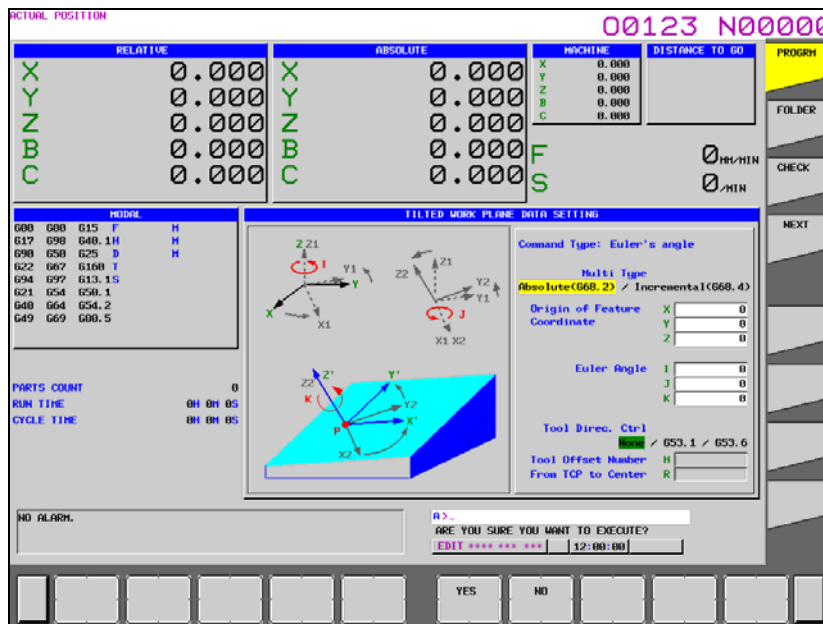 ACTUAL POSITION
O0123 N00000
RELATIVE
X 0.000
Y 0.000
Z 0.000
B 0.000
C 0.000
ABSOLUTE
X 0.000
Y 0.000
Z 0.000
B 0.000
C 0.000
MACHINE
X 0.000
Y 0.000
Z 0.000
B 0.000
C 0.000
DISTANCE TO GO
F 0 MM/MIN
S 0 /MIN
PROGRM
FOLDER
CHECK
NEXT
MODAL
G00 G80 G15 F M
G17 G98 G40.1 H M
G90 G50 G25 D M
G22 G67 G160 T
G94 G97 G13.1 S
G21 G54 G50.1
G40 G64 G54.2
G49 G69 G80.5
PARTS COUNT 0
RUN TIME 0H 0M 0S
CYCLE TIME 0H 0M 0S
TILTED WORK PLANE DATA SETTING
Z Z1
I
Y1
Y
X
X1
Z2
Z1
Y2
Y1
J
X1 X2
Z'
Z2
Y'
K
Y2
P
X'
X2
Command Type: Euler's angle
Multi Type
Absolute(G68.2) / Incremental(G68.4)
Origin of Feature X 0
Coordinate Y 0
Z 0
Euler Angle I 0
J 0
K 0
Tool Direc. Ctrl
None / G53.1 / G53.6
Tool Offset Number H
From TCP to Center R
NO ALARM.
A>_
ARE YOU SURE YOU WANT TO EXECUTE?
EDIT **** *** *** 12:00:00
YES NO